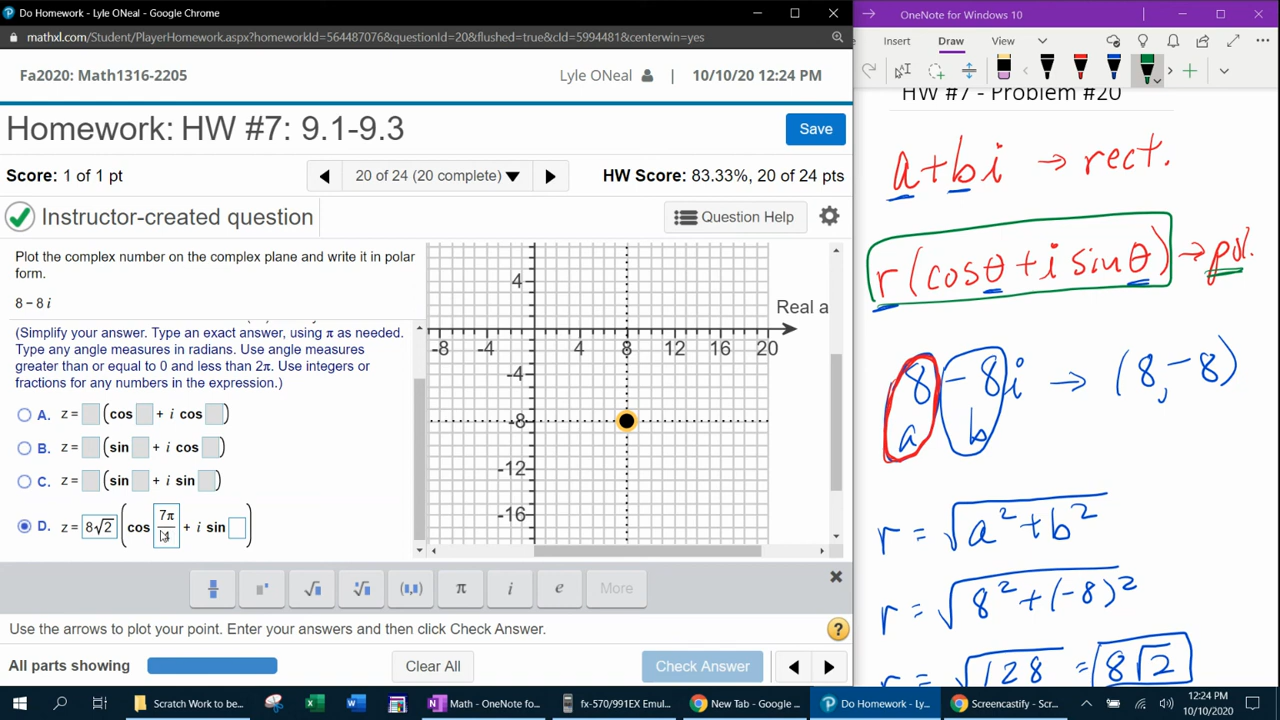 Do Homework - Lyle ONeal - Google Chrome
mathxl.com/Student/PlayerHomework.aspx?homeworkId=564487076&questionId=20&flushed=true&cId=5994481&centerwin=yes
Fa2020: Math1316-2205
Lyle ONeal
10/10/20 12:24 PM
Homework: HW #7: 9.1-9.3
Save
Score: 1 of 1 pt
20 of 24 (20 complete)
HW Score: 83.33%, 20 of 24 pts
Instructor-created question
Question Help
Plot the complex number on the complex plane and write it in polar
form.
8 − 8 i
(Simplify your answer. Type an exact answer, using π as needed.
Type any angle measures in radians. Use angle measures
greater than or equal to 0 and less than 2π. Use integers or
fractions for any numbers in the expression.)
A. z = (cos + i cos )
B. z = (sin + i cos )
C. z = (sin + i sin )
D. z = 8√2 (cos 7π/4 + i sin )
4
Real a
-8 -4 4 8 12 16 20
-4
-8
-12
-16
π
i
e
(,)
More
Use the arrows to plot your point. Enter your answers and then click Check Answer.
?
All parts showing
Clear All
Check Answer
OneNote for Windows 10
Insert
Draw
View
HW #7 - Problem #20
a + bi → rect.
r (cosθ + i sinθ) → pol.
8 − 8i → (8, −8)
a b
r = √a² + b²
r = √8² + (−8)²
r = √128 = 8√2
Scratch Work to be...
Math - OneNote fo...
fx-570/991EX Emul...
New Tab - Google ...
Do Homework - Ly...
Screencastify - Scr...
12:24 PM
10/10/2020